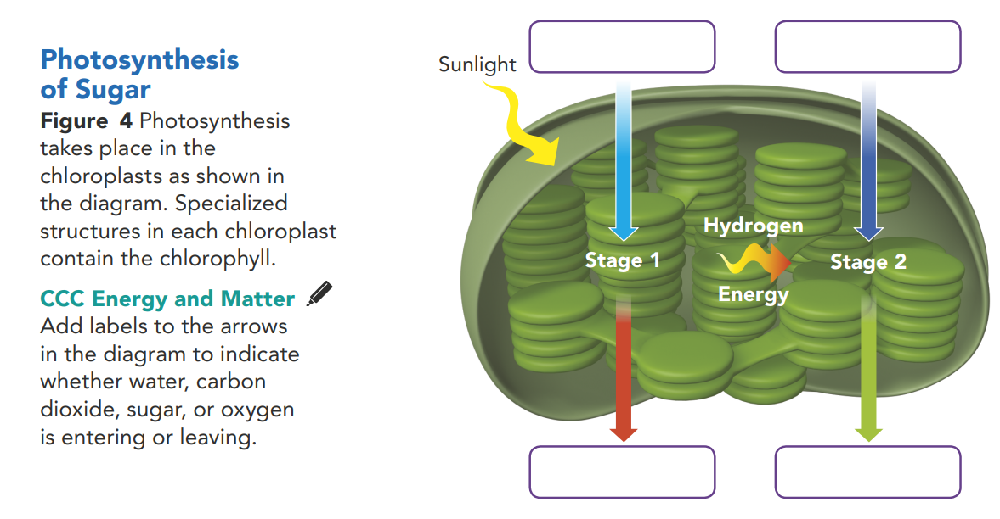 Photosynthesis
of Sugar
Figure 4 Photosynthesis
takes place in the
chloroplasts as shown in
the diagram. Specialized
structures in each chloroplast
contain the chlorophyll.
CCC Energy and Matter
Add labels to the arrows
in the diagram to indicate
whether water, carbon
dioxide, sugar, or oxygen
is entering or leaving.
Sunlight
Hydrogen
Stage 1
Stage 2
Energy